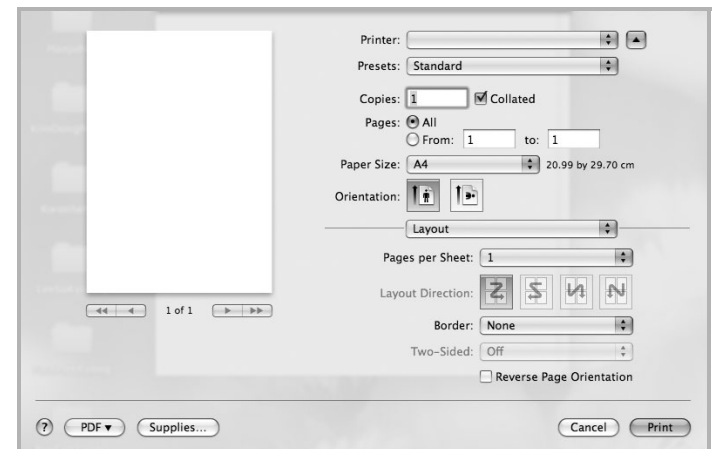 Printer:
Presets: Standard
Copies: 1 Collated
Pages: All
From: 1 to: 1
Paper Size: A4 20.99 by 29.70 cm
Orientation:
Layout
Pages per Sheet: 1
Layout Direction:
1 of 1
Border: None
Two-Sided: Off
Reverse Page Orientation
? PDF▼ Supplies... Cancel Print